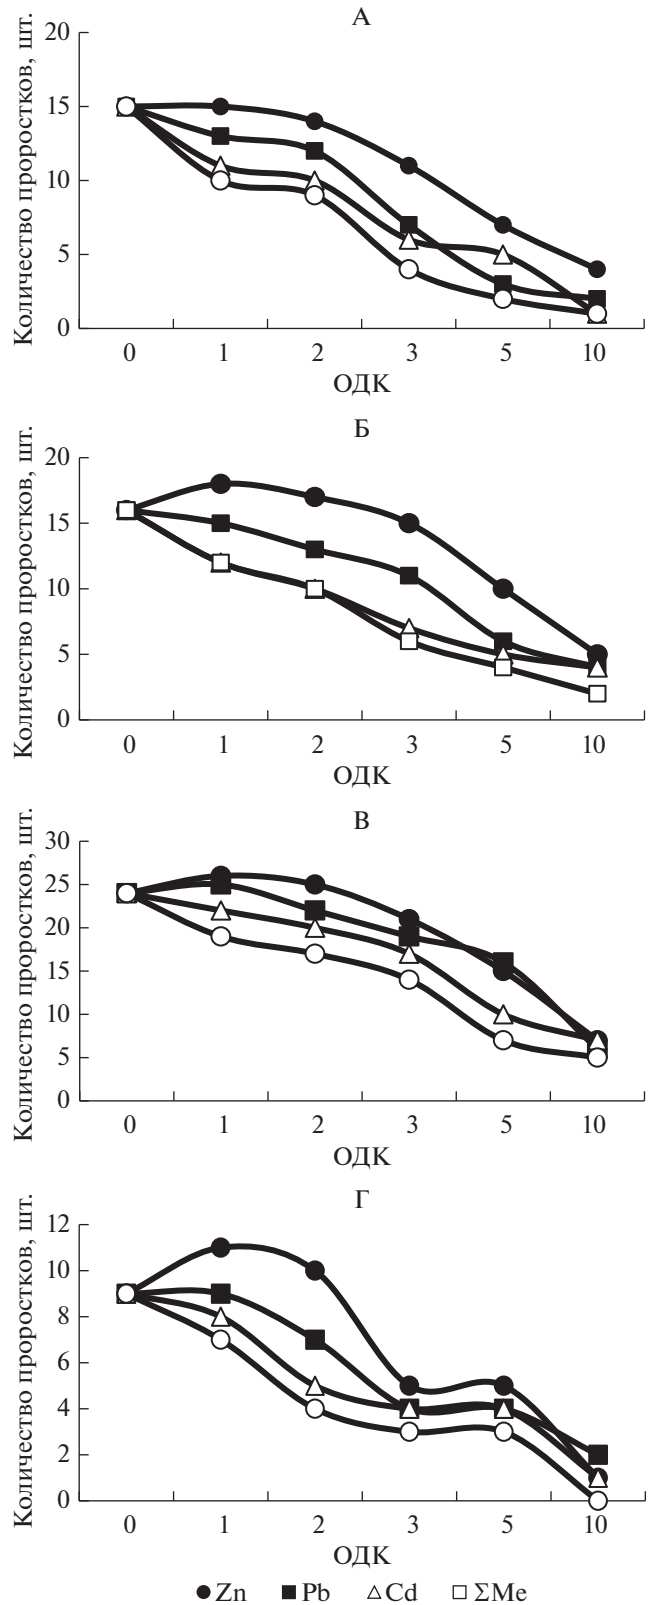 А
Количество проростков, шт.
20
15
10
5
0
0 1 2 3 5 10
ОДК
Б
Количество проростков, шт.
20
15
10
5
0
0 1 2 3 5 10
ОДК
В
Количество проростков, шт.
30
25
20
15
10
5
0
0 1 2 3 5 10
ОДК
Г
Количество проростков, шт.
12
10
8
6
4
2
0
0 1 2 3 5 10
ОДК
Zn Pb Cd ΣMe